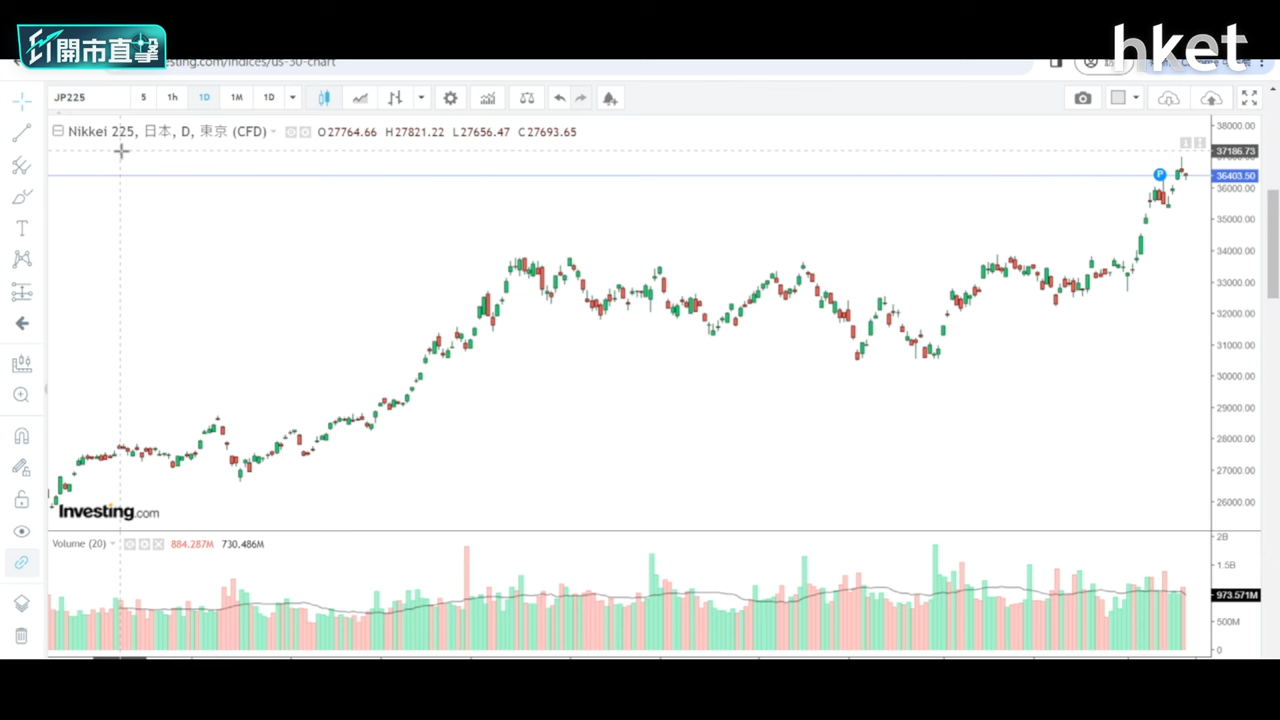 訂開市直擊
hket
esting.com/indices/us-30-chart
JP225 5 1h 1D 1M 1D
Nikkei 225, 日本, D, 東京 (CFD) O27764.66 H27821.22 L27656.47 C27693.65
38000.00
37186.73
P
36403.50
36000.00
35000.00
34000.00
33000.00
32000.00
31000.00
30000.00
29000.00
28000.00
27000.00
26000.00
Investing.com
Volume (20) 884.287M 730.486M
2B
1.5B
973.571M
500M
0